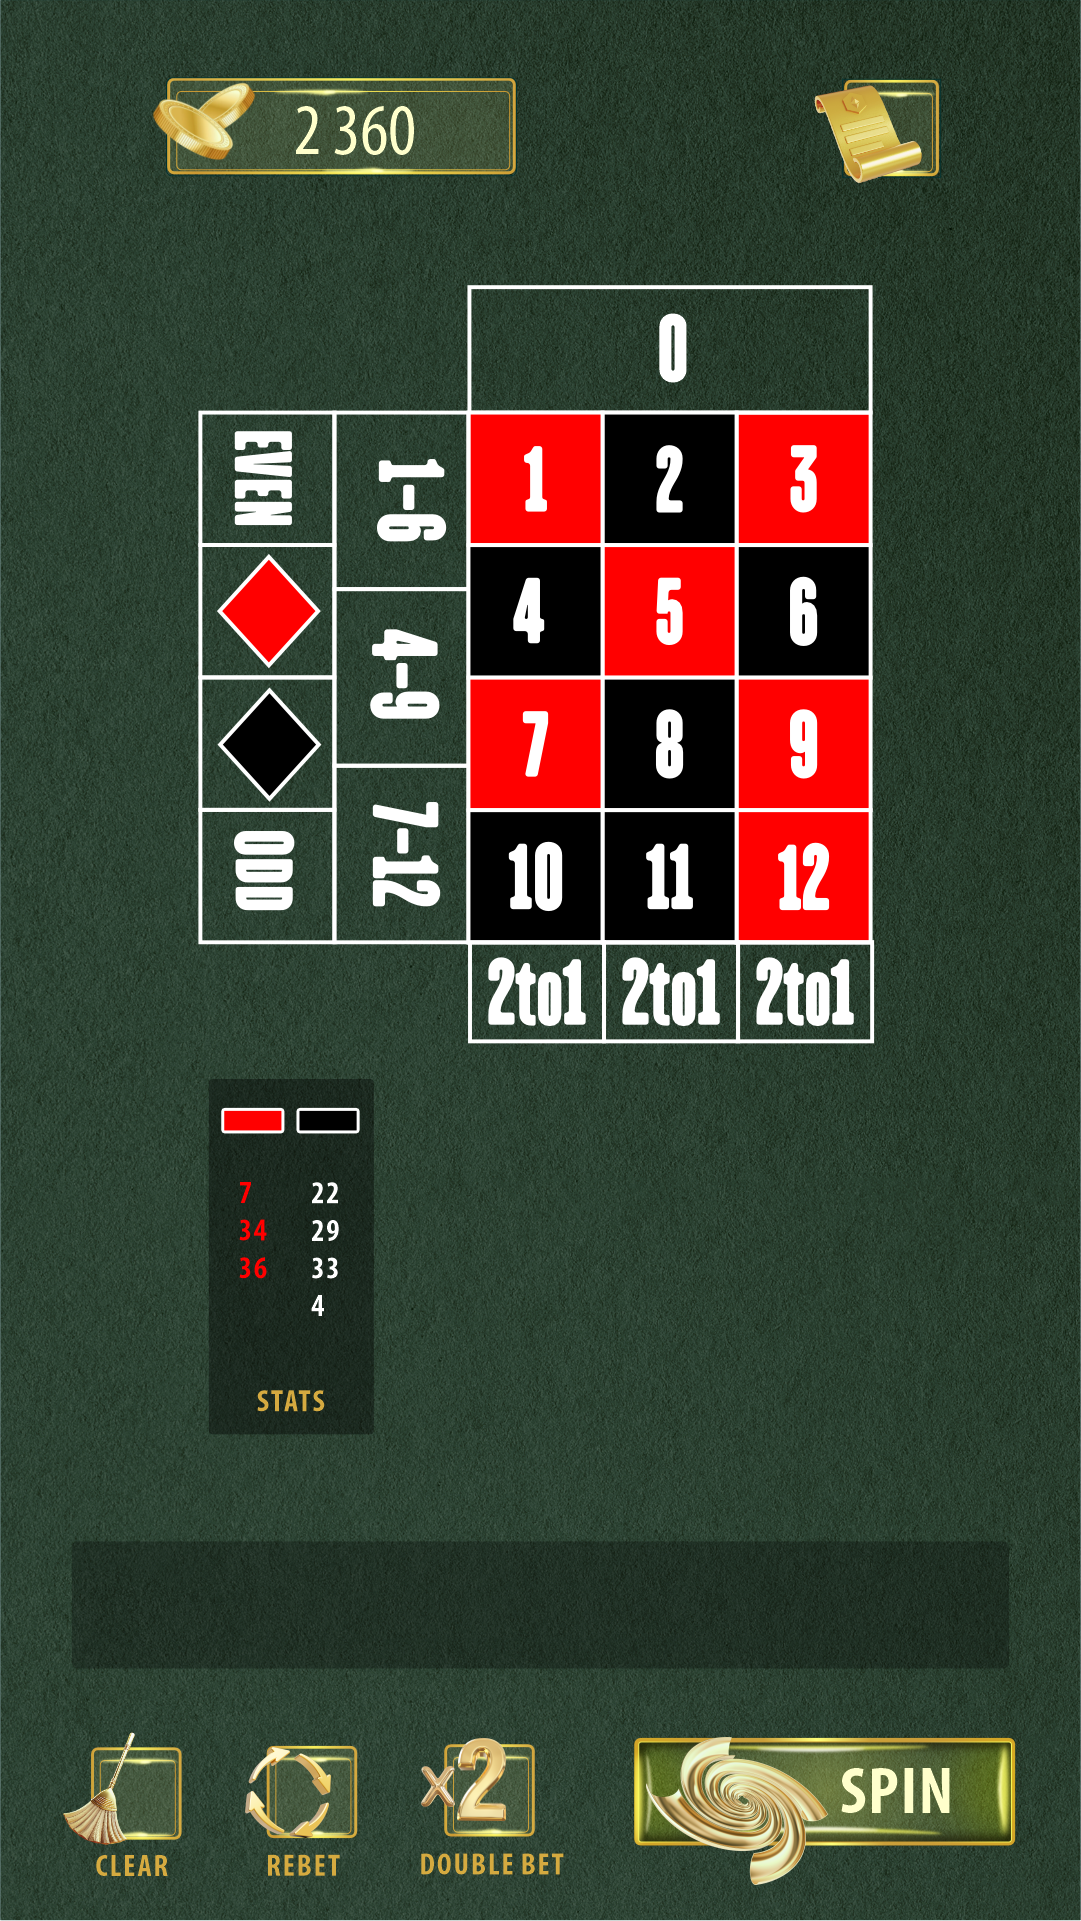 2 360
0
EVEN
1-6
1 2 3
4 5 6
4-9
7 8 9
ODD
7-12
10 11 12
2to1 2to1 2to1
7 22
34 29
36 33
4
STATS
x2
SPIN
CLEAR
REBET
DOUBLE BET